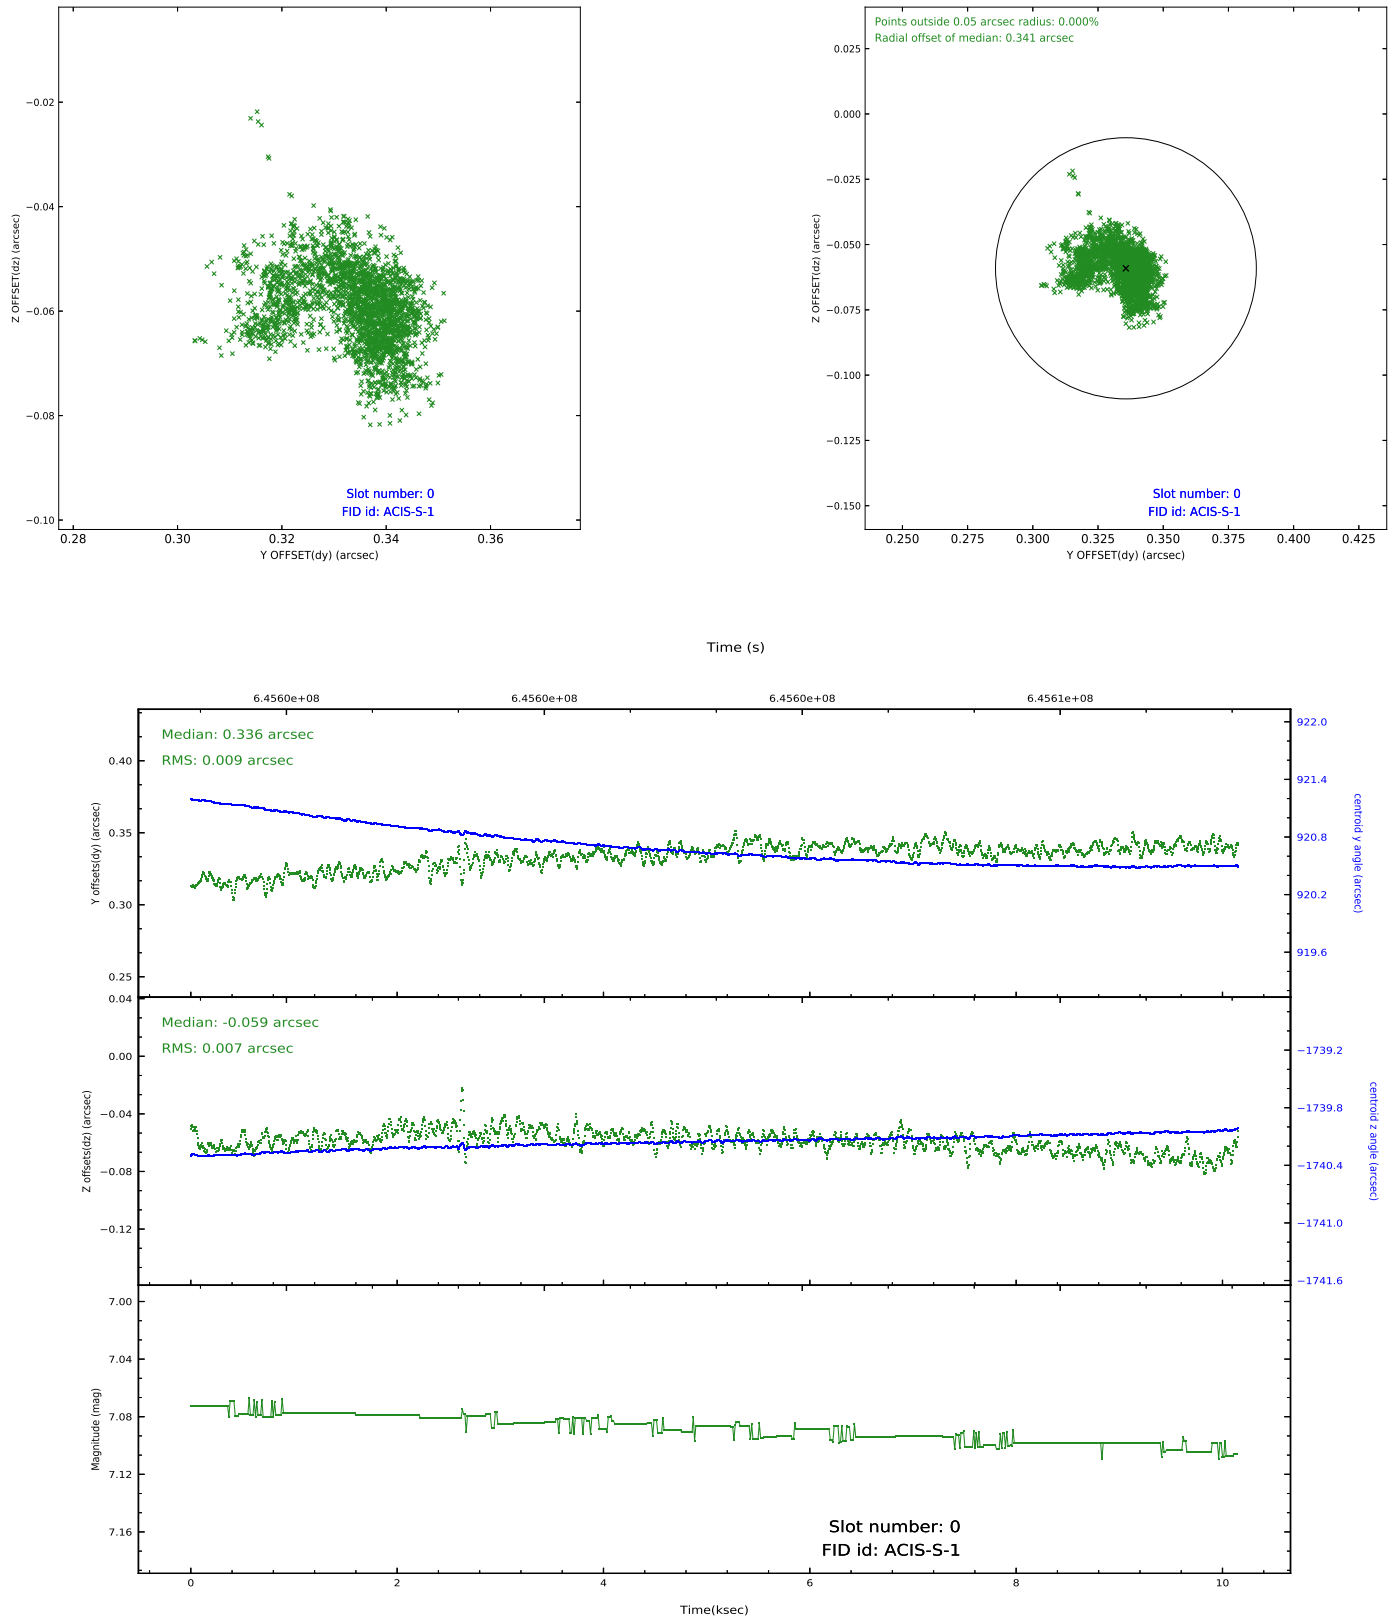 −0.02
−0.04
−0.06
−0.08
−0.10
Z OFFSET(dz) (arcsec)
Slot number: 0
FID id: ACIS-S-1
0.28 0.30 0.32 0.34 0.36
Y OFFSET(dy) (arcsec)
Points outside 0.05 arcsec radius: 0.000%
Radial offset of median: 0.341 arcsec
0.025
0.000
−0.025
−0.050
−0.075
−0.100
−0.125
−0.150
Z OFFSET(dz) (arcsec)
Slot number: 0
FID id: ACIS-S-1
0.250 0.275 0.300 0.325 0.350 0.375 0.400 0.425
Y OFFSET(dy) (arcsec)
Time (s)
6.4560e+08 6.4560e+08 6.4560e+08 6.4561e+08
Median: 0.336 arcsec
RMS: 0.009 arcsec
0.40
0.35
0.30
0.25
Y offsets(dy) (arcsec)
922.0
921.4
920.8
920.2
919.6
centroid y angle (arcsec)
Median: -0.059 arcsec
RMS: 0.007 arcsec
0.04
0.00
−0.04
−0.08
−0.12
Z offsets(dz) (arcsec)
−1739.2
−1739.8
−1740.4
−1741.0
−1741.6
centroid z angle (arcsec)
7.00
7.04
7.08
7.12
7.16
Magnitude (mag)
Slot number: 0
FID id: ACIS-S-1
0 2 4 6 8 10
Time(ksec)